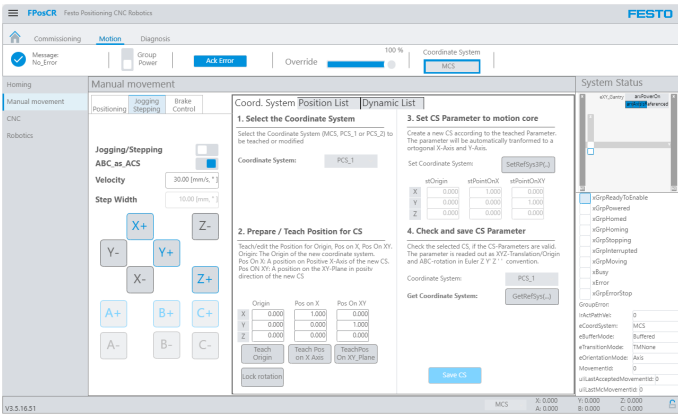 FPosCR Festo Positioning CNC Robotics
FESTO
Commissioning Motion Diagnosis
Message:
No_Error
Group
Power
Ack Error
Override
100 %
Coordinate System
MCS
Homing
Manual movement
CNC
Robotics
Manual movement
Positioning
Jogging
Stepping
Brake
Control
Jogging/Stepping
ABC_as_ACS
Velocity 30.00 [mm/s, °]
Step Width 10.00 [mm, °]
X+ Z-
Y- Y+
X- Z+
A+ B+ C+
A- B- C-
Coord. System Position List Dynamic List
1. Select the Coordinate System
Select the Coordinate System (MCS, PCS_1 or PCS_2) to
be teached or modified
Coordinate System: PCS_1
2. Prepare / Teach Position for CS
Teach/edit the Position for Origin, Pos on X, Pos On XY.
Origin: The Origin of the new coordinate system.
Pos On X: A position on Positive X-Axis of the new CS.
Pos ON XY: A position on the XY-Plane in positv
direction of the new CS
Origin Pos on X Pos On XY
X 0.000 1.000 0.000
Y 0.000 0.000 1.000
Z 0.000 0.000 0.000
Teach
Origin
Teach Pos
on X Axis
TeachPos
On XY_Plane
Lock rotation
3. Set CS Parameter to motion core
Create a new CS according to the teached Parameter.
The parameter will be automatically tranformed to a
ortogonal X-Axis and Y-Axis.
Set Coordinate System: SetRefSys3P(..)
stOrigin stPointOnX stPointOnXY
X 0.000 1.000 0.000
Y 0.000 0.000 1.000
Z 0.000 0.000 0.000
4. Check and save CS Parameter
Check the selected CS, if the CS-Parameters are valid.
The parameter is readed out as XYZ-Translation/Origin
and ABC-rotation in Euler Z Y' Z'' convention.
Coordinate System: PCS_1
Get Coordinate System: GetRefSys(...)
Save CS
System Status
eXY_Gantry
xGrpReadyToEnable
xGrpPowered
xGrpHomed
xGrpHoming
xGrpStopping
xGrpInterrupted
xGrpMoving
xBusy
xError
xGrpErrorStop
GroupError:
eCoordSystem: MCS
eBufferMode: Buffered
eTransitionMode: TMNone
eOrientationMode: Axis
MovementId: 0
uiLastAcceptedMovementId: 0
uiLastMcMovementId: 0
V3.5.16.51
MCS
X: 0.000 Y: 0.000 Z: 0.000
A: 0.000 B: 0.000 C: 0.000